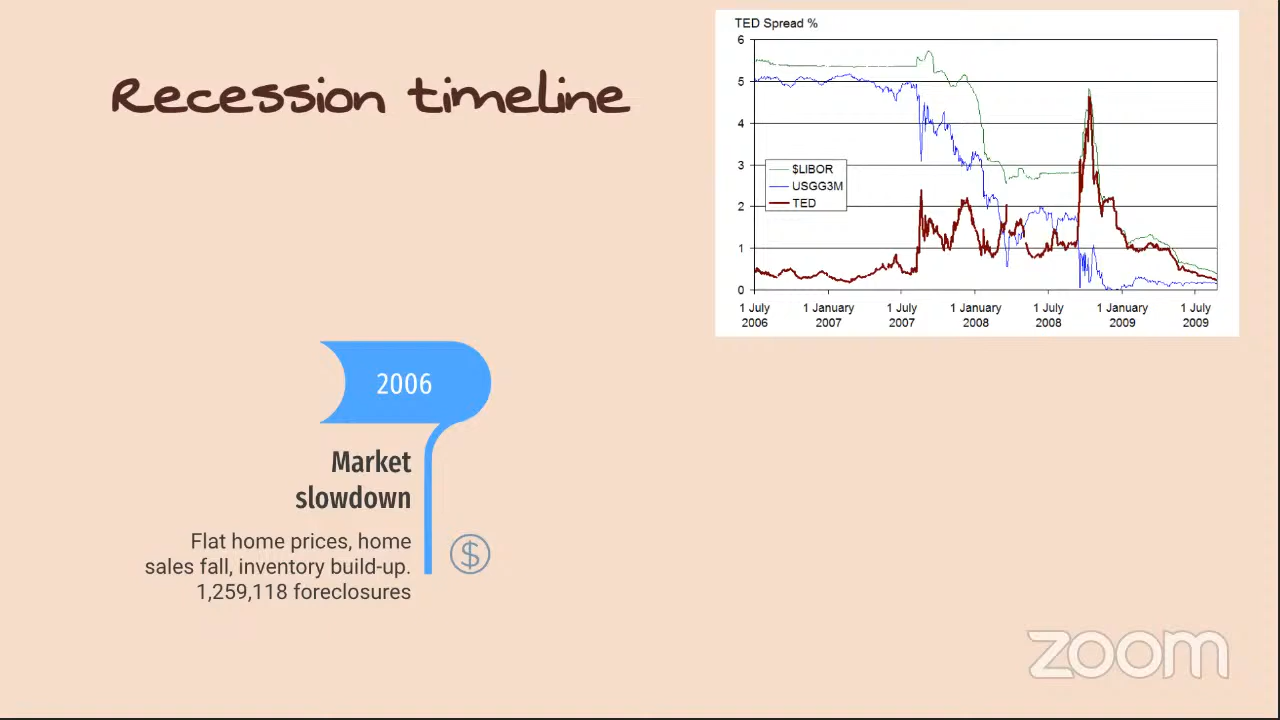 Recession timeline
TED Spread %
6
5
4
3
2
1
0
$LIBOR
USGG3M
TED
1 July 1 January 1 July 1 January 1 July 1 January 1 July
2006 2007 2007 2008 2008 2009 2009
2006
Market
slowdown
Flat home prices, home
sales fall, inventory build-up.
1,259,118 foreclosures
$
zoom